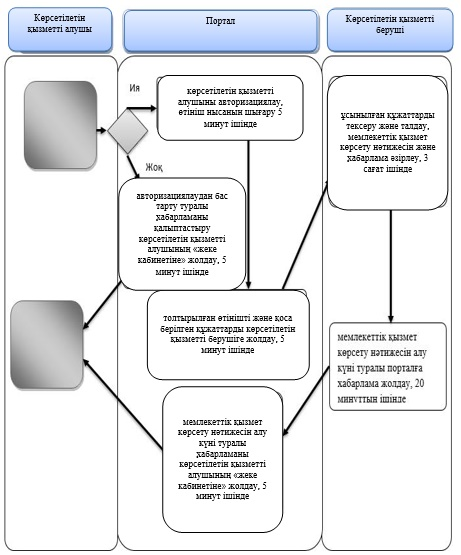 Көрсетілетін
қызметті алушы
Портал
Көрсетілетін қызметті
беруші
Ия
көрсетілетін қызметті
алушыны авторизациялау,
өтініш нысанын шығару 5
минут ішінде
ұсынылған құжаттарды
тексеру және талдау,
мемлекеттік қызмет
көрсету нәтижесін және
хабарлама әзірлеу, 3
сағат ішінде
Жоқ
авторизациялаудан бас
тарту туралы
хабарламаны
қалыптастыру
көрсетілетін қызметті
алушының «жеке
кабинетіне» жолдау, 5
минут ішінде
толтырылған өтінішті және қоса
берілген құжаттарды көрсетілетін
қызметті берушіге жолдау, 5
минут ішінде
мемлекеттік қызмет
көрсету нәтижесін алу
күні туралы порталға
хабарлама жолдау, 20
минуттын ішінде
мемлекеттік қызмет
көрсету нәтижесін алу
күні туралы
хабарламаны
көрсетілетін қызметті
алушының «жеке
кабинетіне» жолдау, 5
минут ішінде